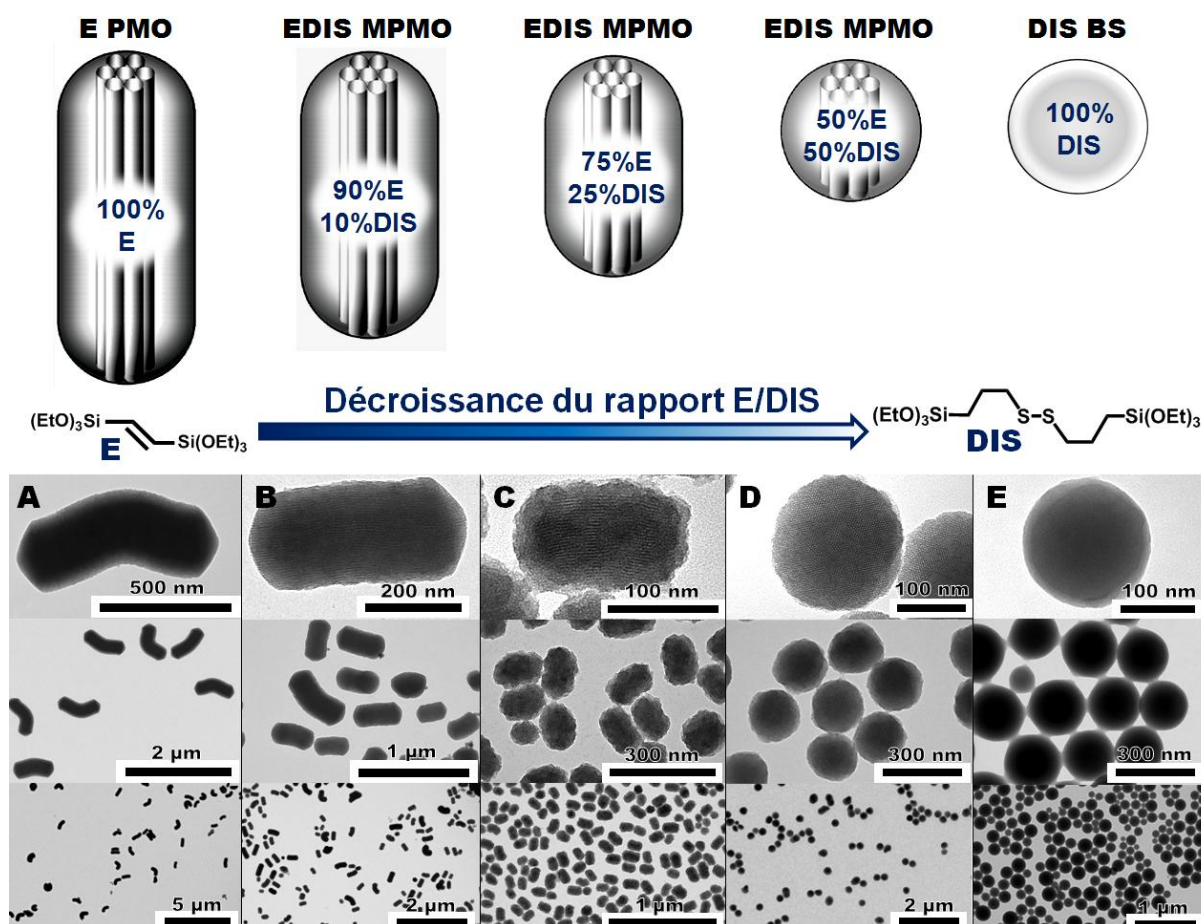 E PMO
EDIS MPMO
EDIS MPMO
EDIS MPMO
DIS BS
100%
E
90%E
10%DIS
75%E
25%DIS
50%E
50%DIS
100%
DIS
Décroissance du rapport E/DIS
(EtO)₃Si
Si(OEt)₃
E
(EtO)₃Si
S-S
Si(OEt)₃
DIS
A
B
C
D
E
500 nm
200 nm
100 nm
100 nm
100 nm
2 µm
1 µm
300 nm
300 nm
300 nm
5 µm
2 µm
1 µm
2 µm
1 µm